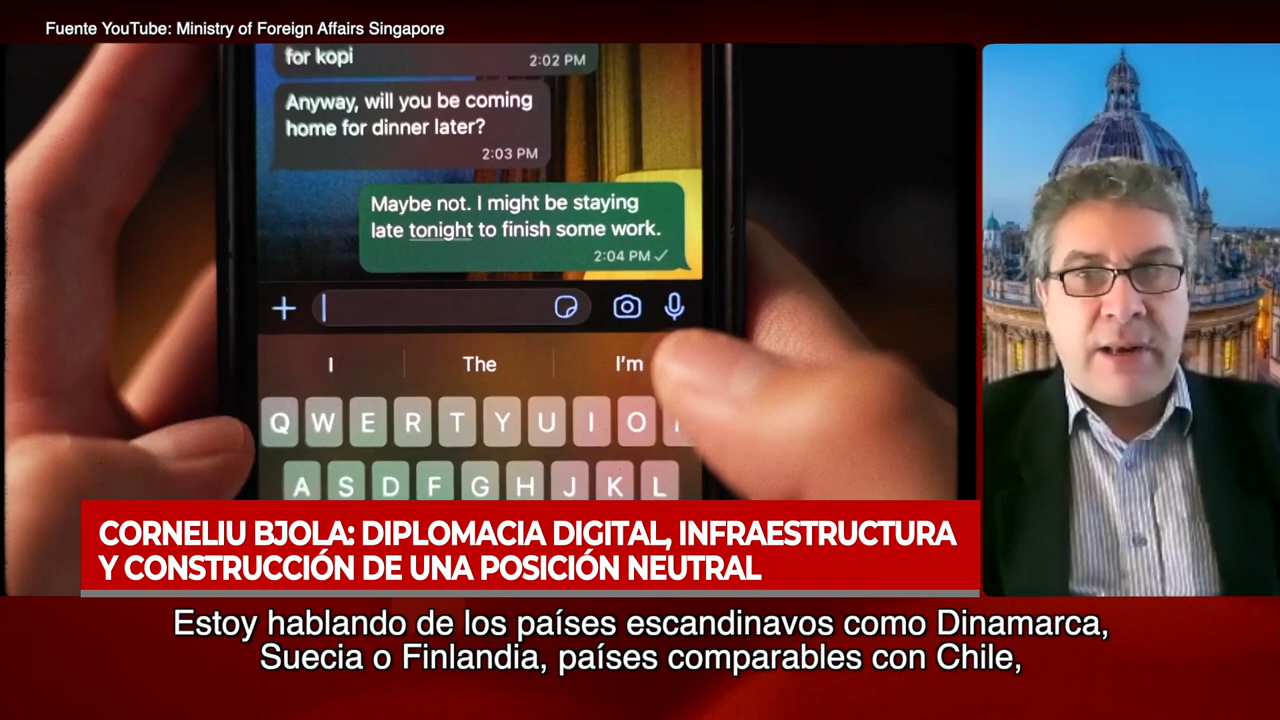 Fuente YouTube: Ministry of Foreign Affairs Singapore
for kopi
2:02 PM
Anyway, will you be coming
home for dinner later?
2:03 PM
Maybe not. I might be staying
late tonight to finish some work.
2:04 PM
I The I'm
Q W E R T Y U I O
A S D F G H J K L
CORNELIU BJOLA: DIPLOMACIA DIGITAL, INFRAESTRUCTURA
Y CONSTRUCCIÓN DE UNA POSICIÓN NEUTRAL
Estoy hablando de los países escandinavos como Dinamarca,
Suecia o Finlandia, países comparables con Chile,